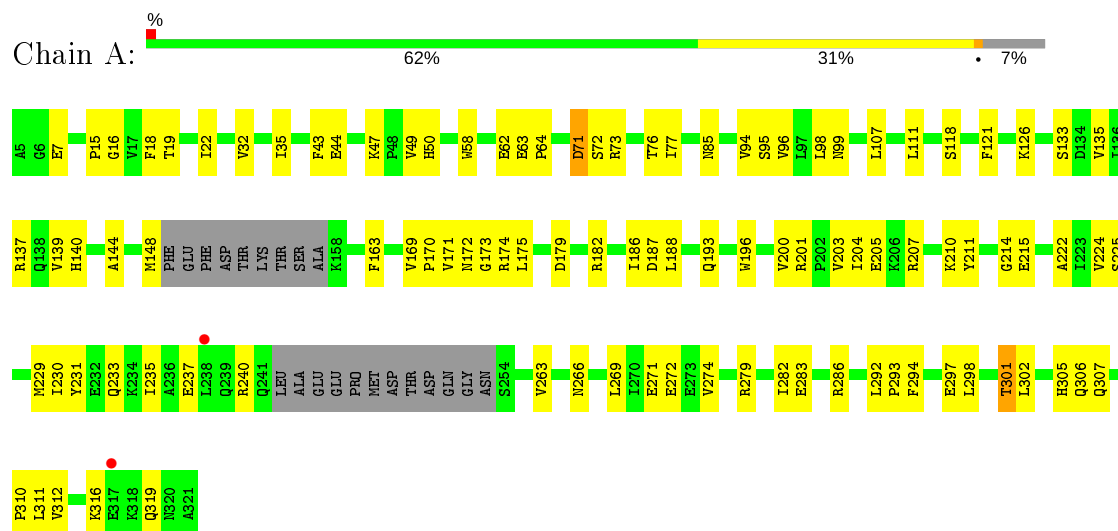 %
Chain A:
62% 31% • 7%
A5 G6 E7 P15 G16 V17 F18 T19 I22 V32 I35 F43 E44 K47 P48 V49 H50 W58 E62 E63 P64 D71 S72 R73 T76 I77 N85 V94 S95 V96 L97 L98 N99 L107 L111 S118 F121 K126 S133 D134 V135 I136
R137 Q138 V139 H140 A144 M148 PHE GLU PHE ASP THR LYS THR SER ALA K158 F163 V169 P170 V171 N172 G173 R174 L175 D179 R182 I186 D187 L188 Q193 W196 V200 R201 P202 V203 I204 E205 K206 R207 K210 Y211 G214 E215 A222 I223 V224 S225
M229 I230 Y231 E232 Q233 K234 I235 A236 E237 L238 Q239 R240 Q241 LEU ALA GLU GLU PRO MET ASP THR ASP GLN GLY ASN S254 V263 N266 L269 I270 E271 E272 E273 V274 R279 I282 E283 R286 L292 P293 F294 E297 L298 T301 L302 H305 Q306 Q307
P310 L311 V312 K316 E317 K318 Q319 N320 A321